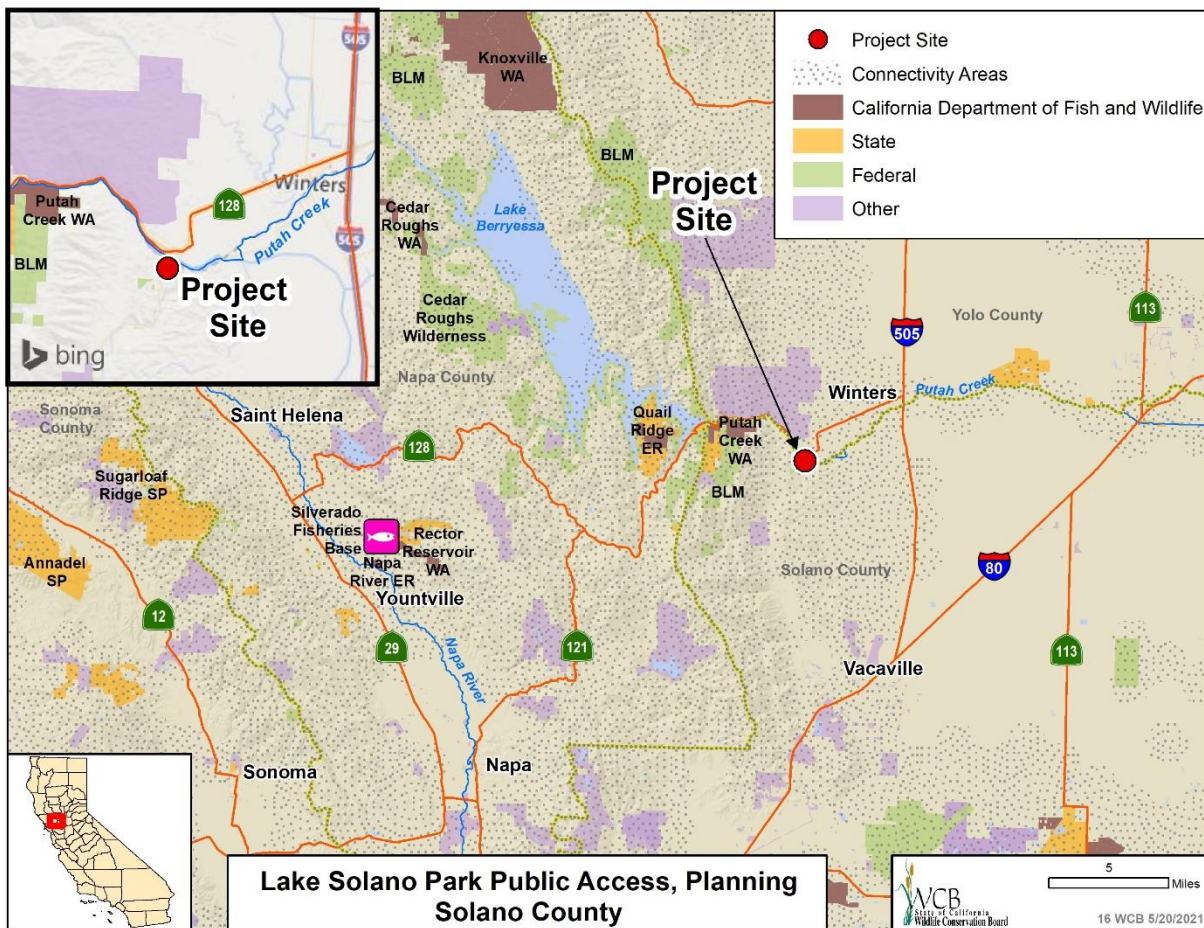 505
Winters
128
Putah
Creek WA
Putah Creek
BLM
505
Project
Site
bing
Knoxville
WA
BLM
BLM
Project
Site
Lake
Berryessa
Cedar
Roughs
WA
Cedar
Roughs
Wilderness
Napa County
Project Site
Connectivity Areas
California Department of Fish and Wildlife
State
Federal
Other
505
Yolo County
113
Winters
Putah Creek
Sonoma
County
Saint Helena
128
Quail
Ridge
ER
Putah
Creek
WA
BLM
Sugarloaf
Ridge SP
Silverado
Fisheries
Base
Rector
Reservoir
WA
Napa
River ER
Yountville
Annadel
SP
80
Solano County
12
29
Napa River
121
113
Vacaville
Sonoma
Napa
Lake Solano Park Public Access, Planning
Solano County
WCB
State of California
Wildlife Conservation Board
5
Miles
16 WCB 5/20/2021